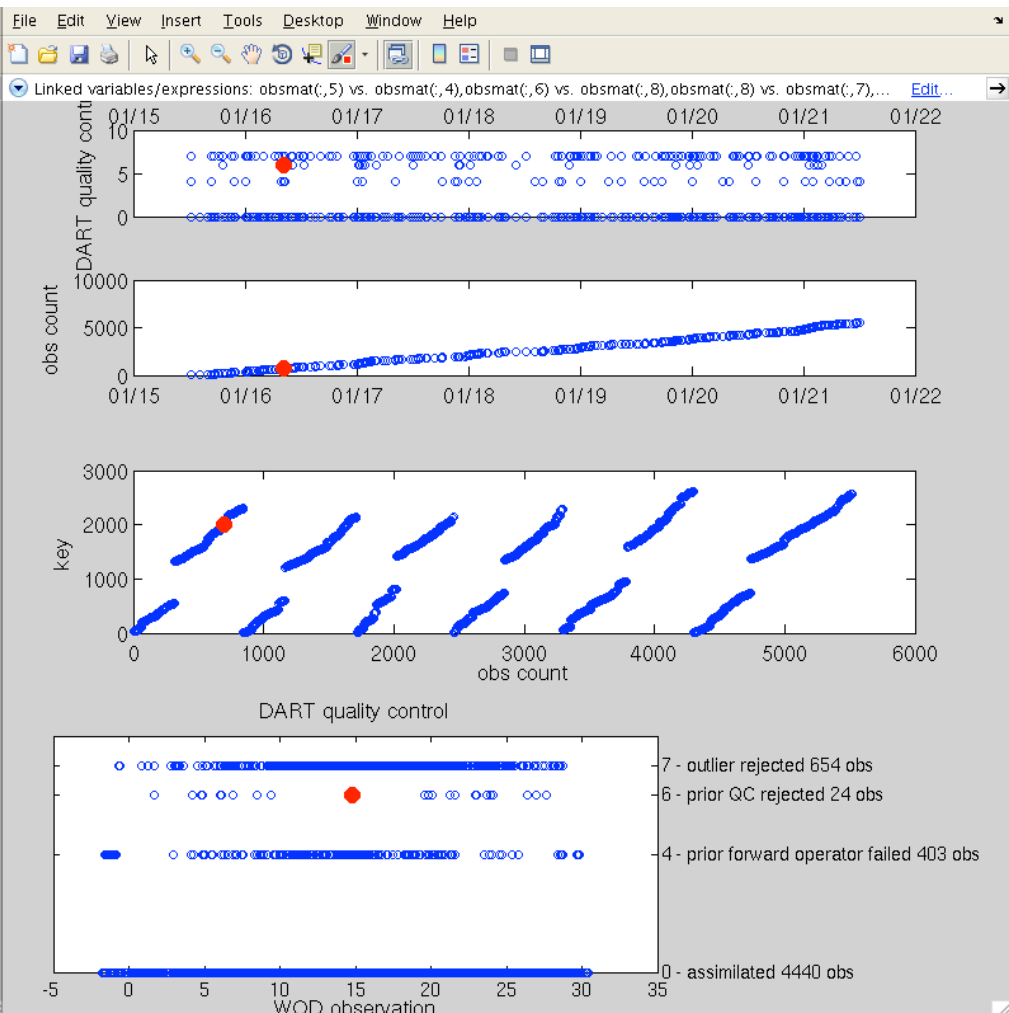 File Edit View Insert Tools Desktop Window Help
Linked variables/expressions: obsmat(:,5) vs. obsmat(:,4),obsmat(:,6) vs. obsmat(:,8),obsmat(:,8) vs. obsmat(:,7),... Edit...
01/15 01/16 01/17 01/18 01/19 01/20 01/21 01/22
DART quality contr
10
5
0
obs count
10000
5000
0
01/15 01/16 01/17 01/18 01/19 01/20 01/21 01/22
key
3000
2000
1000
0
0 1000 2000 3000 4000 5000 6000
obs count
DART quality control
7 - outlier rejected 654 obs
6 - prior QC rejected 24 obs
4 - prior forward operator failed 403 obs
0 - assimilated 4440 obs
-5 0 5 10 15 20 25 30 35
WOD observation